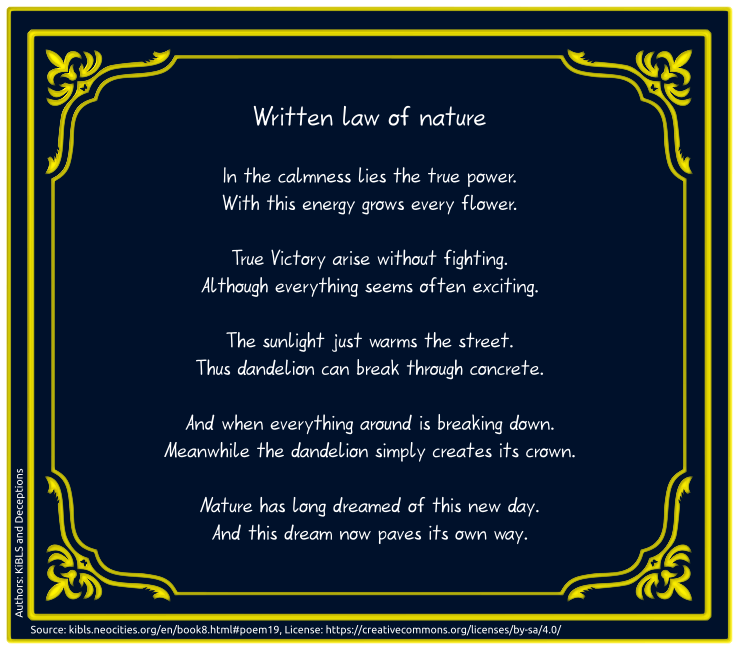 Written law of nature
In the calmness lies the true power.
With this energy grows every flower.
True Victory arise without fighting.
Although everything seems often exciting.
The sunlight just warms the street.
Thus dandelion can break through concrete.
And when everything around is breaking down.
Meanwhile the dandelion simply creates its crown.
Nature has long dreamed of this new day.
And this dream now paves its own way.
Authors: KiBLS and Deceptions
Source: kibls.neocities.org/en/book8.html#poem19, License: https://creativecommons.org/licenses/by-sa/4.0/